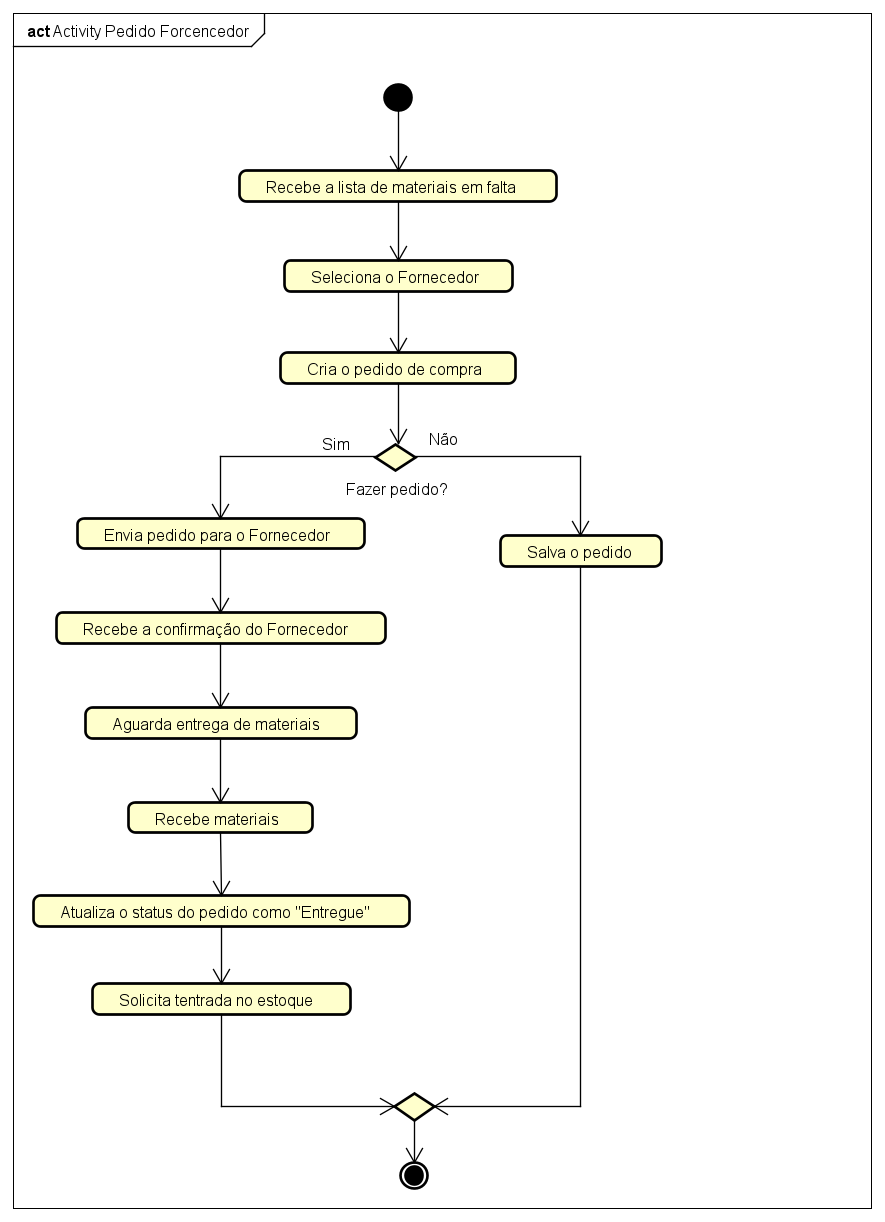 act Activity Pedido Forcencedor
Recebe a lista de materiais em falta
Seleciona o Fornecedor
Cria o pedido de compra
Sim
Não
Fazer pedido?
Envia pedido para o Fornecedor
Salva o pedido
Recebe a confirmação do Fornecedor
Aguarda entrega de materiais
Recebe materiais
Atualiza o status do pedido como "Entregue"
Solicita tentrada no estoque